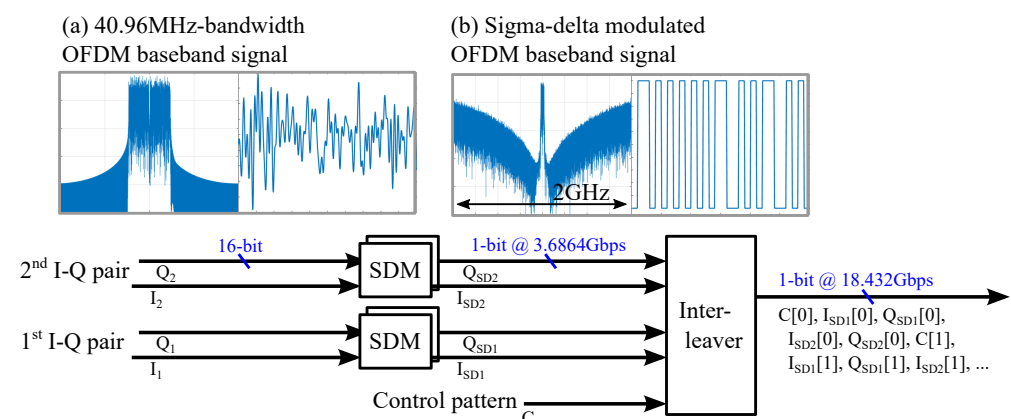 (a) 40.96MHz-bandwidth
OFDM baseband signal
(b) Sigma-delta modulated
OFDM baseband signal
2GHz
16-bit
1-bit @ 3.6864Gbps
2nd I-Q pair
Q2
I2
SDM
QSD2
ISD2
1st I-Q pair
Q1
I1
SDM
QSD1
ISD1
Inter-
leaver
1-bit @ 18.432Gbps
C[0], ISD1[0], QSD1[0],
ISD2[0], QSD2[0], C[1],
ISD1[1], QSD1[1], ISD2[1], ...
Control pattern
C